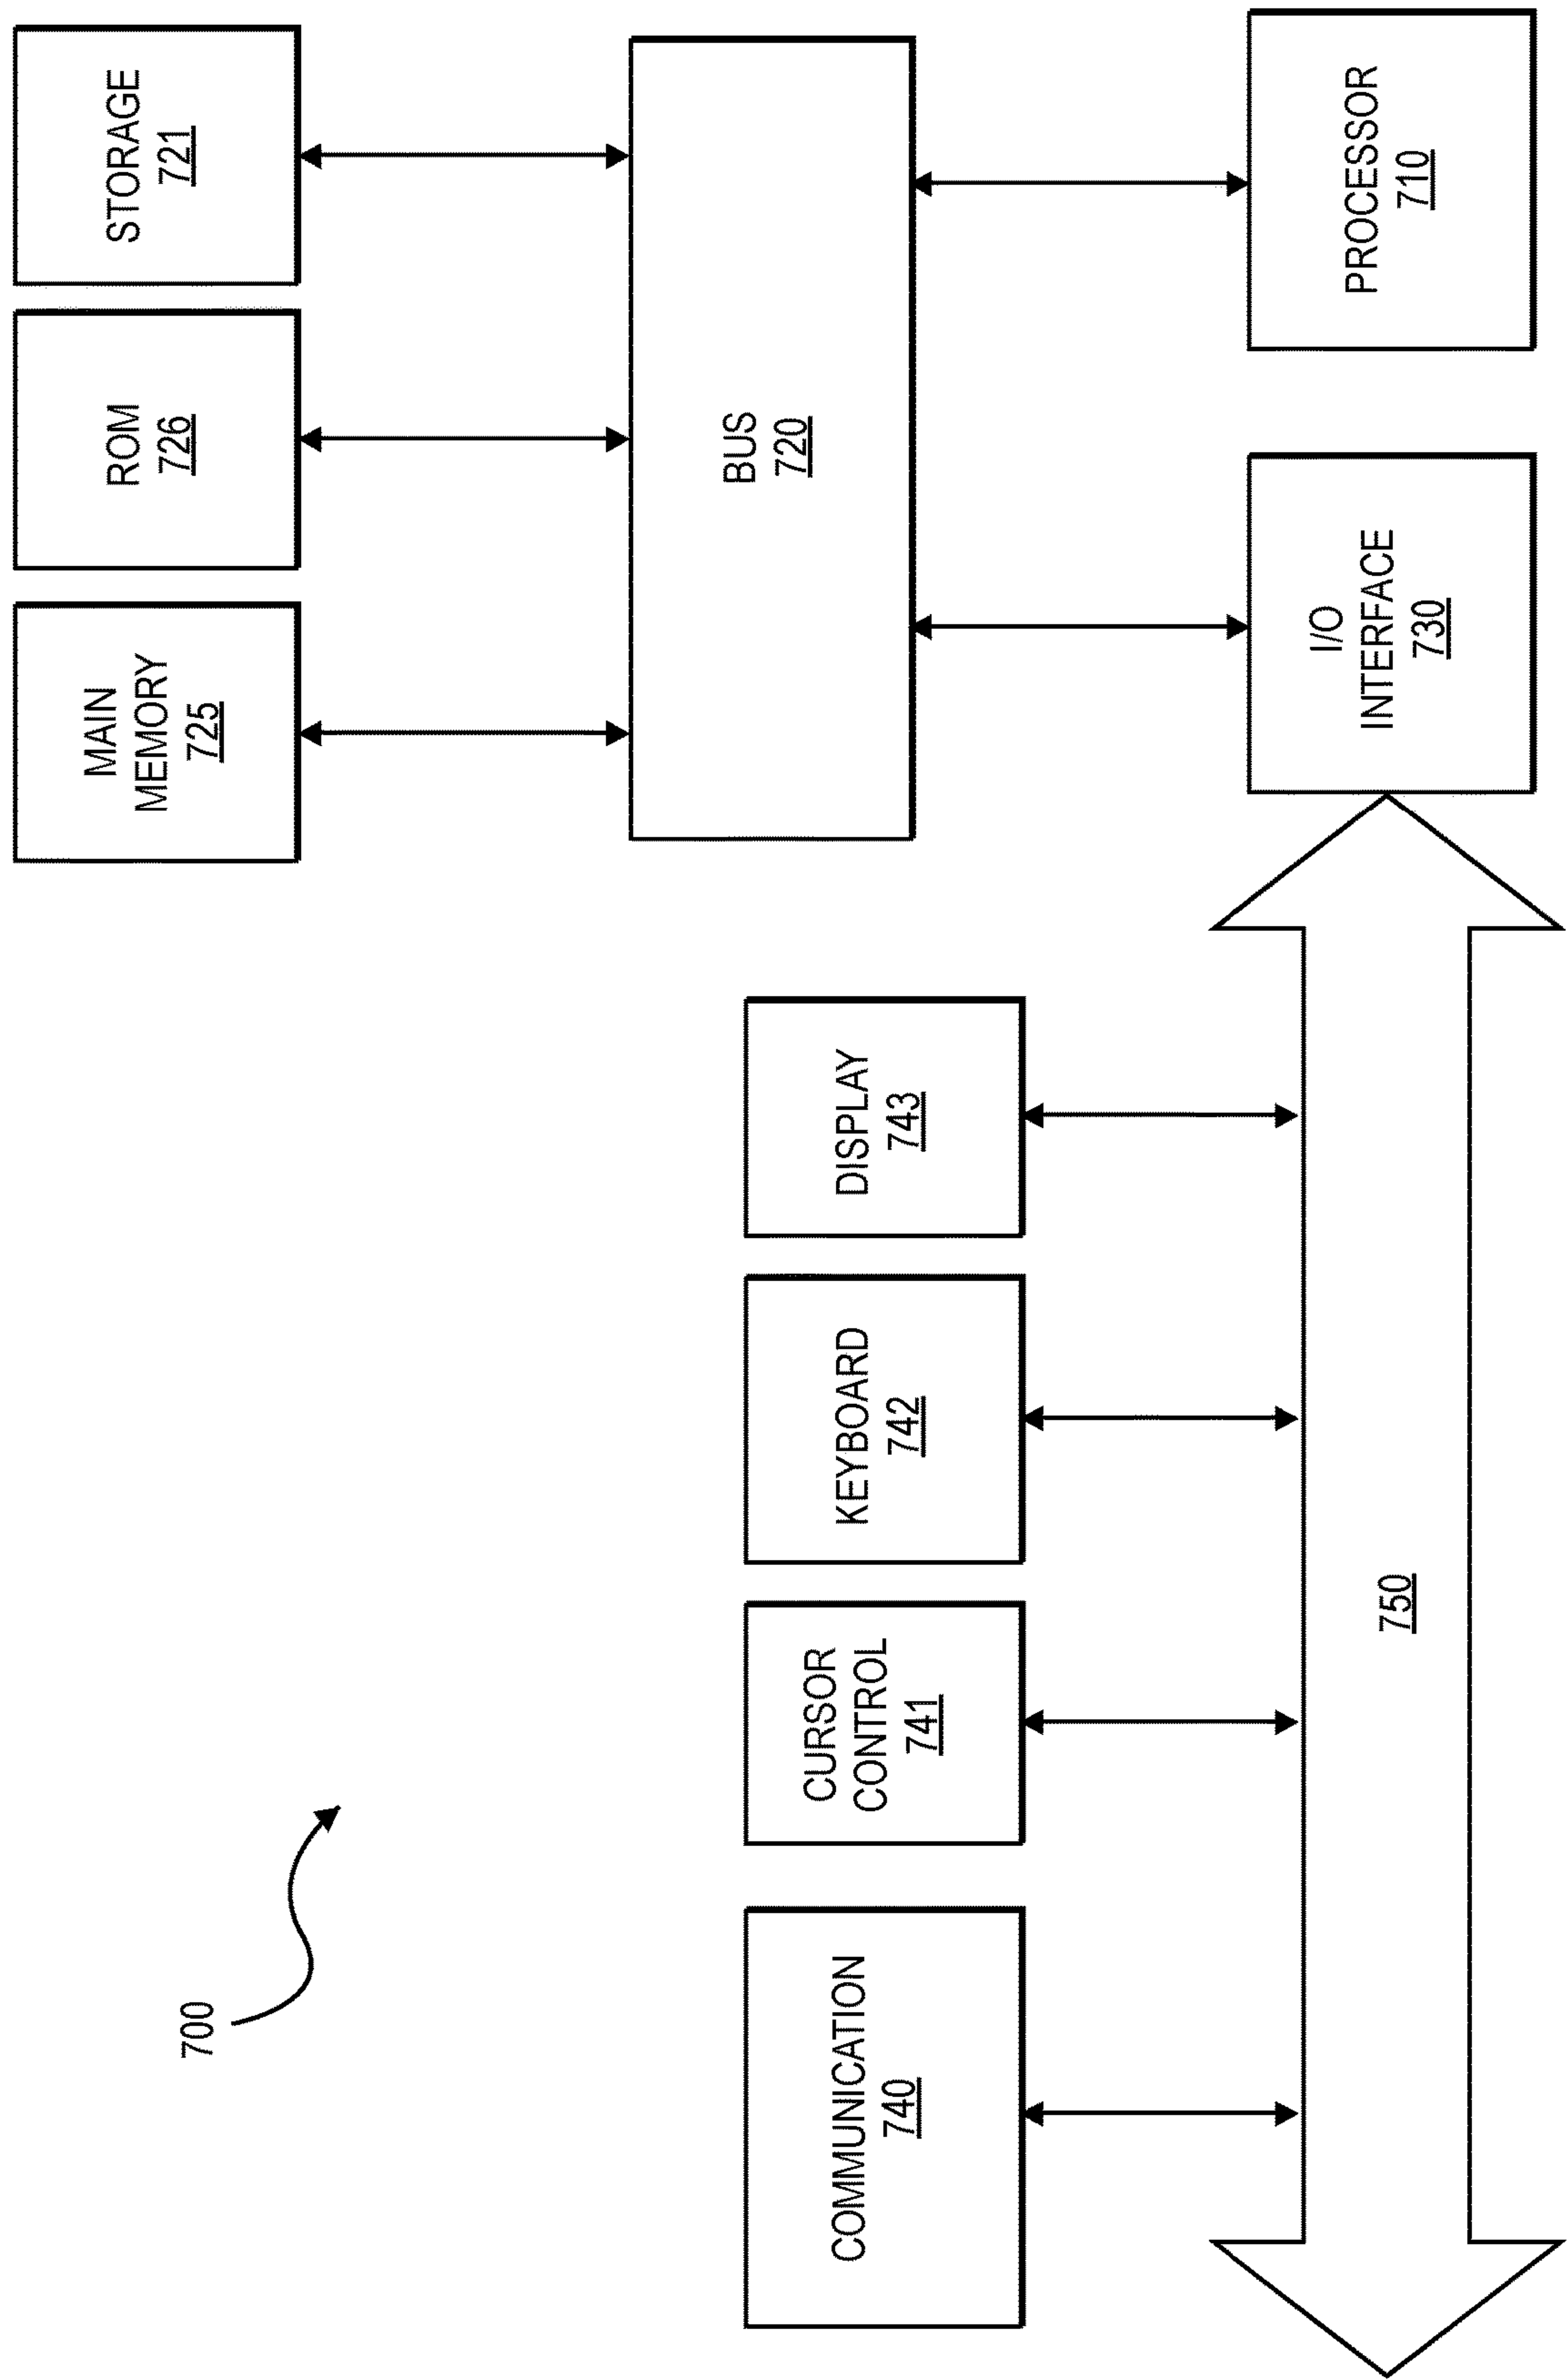 700
MAIN
MEMORY
725
ROM
726
STORAGE
721
BUS
720
COMMUNICATION
740
CURSOR
CONTROL
741
KEYBOARD
742
DISPLAY
743
I/O
INTERFACE
730
PROCESSOR
710
750